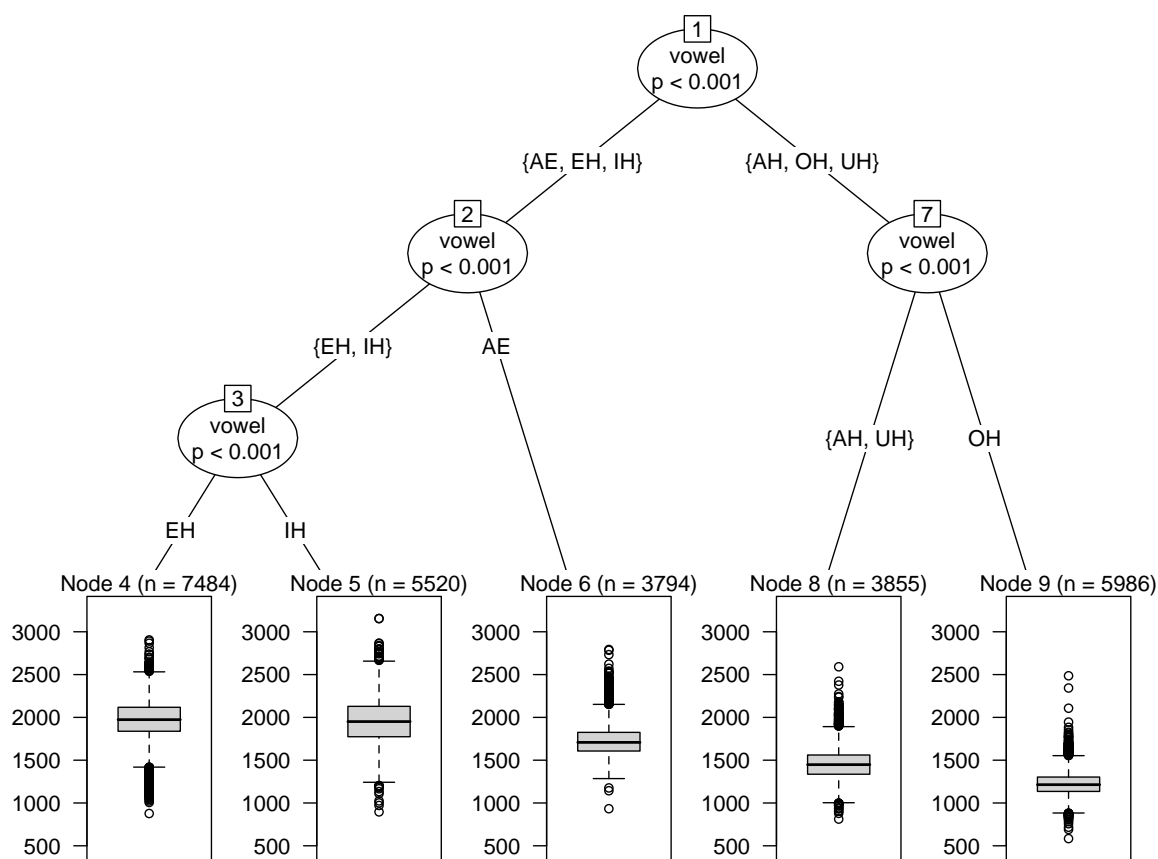 1
vowel
p < 0.001
{AE, EH, IH} {AH, OH, UH}
2
vowel
p < 0.001
7
vowel
p < 0.001
{EH, IH} AE
3
vowel
p < 0.001
{AH, UH} OH
EH IH
Node 4 (n = 7484)
3000
2500
2000
1500
1000
500
Node 5 (n = 5520)
3000
2500
2000
1500
1000
500
Node 6 (n = 3794)
3000
2500
2000
1500
1000
500
Node 8 (n = 3855)
3000
2500
2000
1500
1000
500
Node 9 (n = 5986)
3000
2500
2000
1500
1000
500